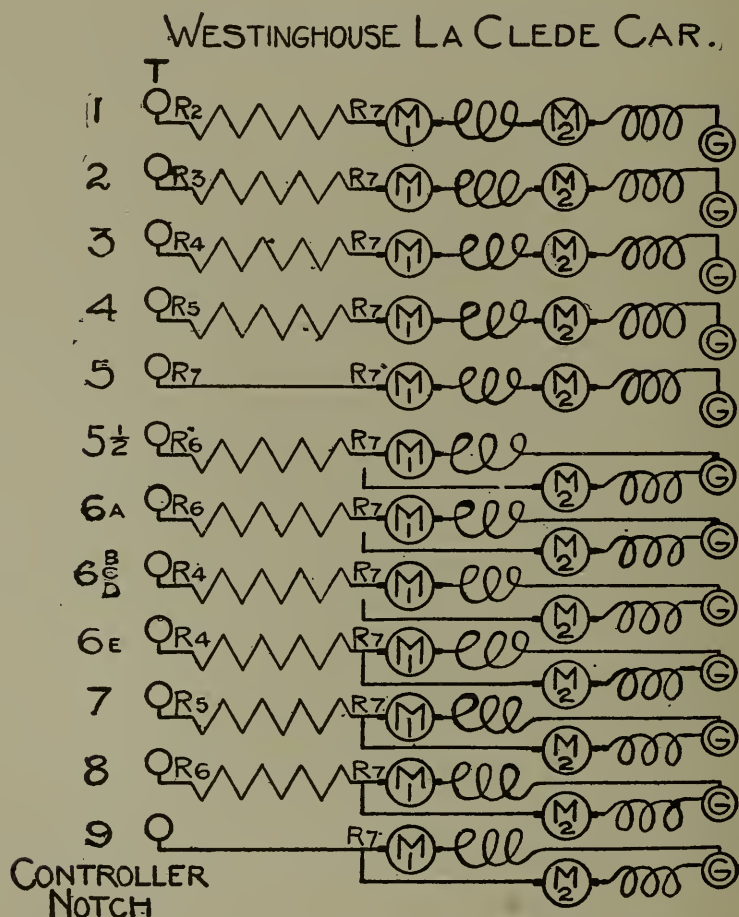 WESTINGHOUSE LA CLEDE CAR.
T
1 R2 R7 M1 M2 G
2 R3 R7 M1 M2 G
3 R4 R7 M1 M2 G
4 R5 R7 M1 M2 G
5 R7 R7 M1 M2 G
5½ R6 R7 M1 M2 G
6A R6 R7 M1 M2 G
6 B C D R4 R7 M1 M2 G
6E R4 R7 M1 M2 G
7 R5 R7 M1 M2 G
8 R6 R7 M1 M2 G
9 R7 M1 M2 G
CONTROLLER
NOTCH